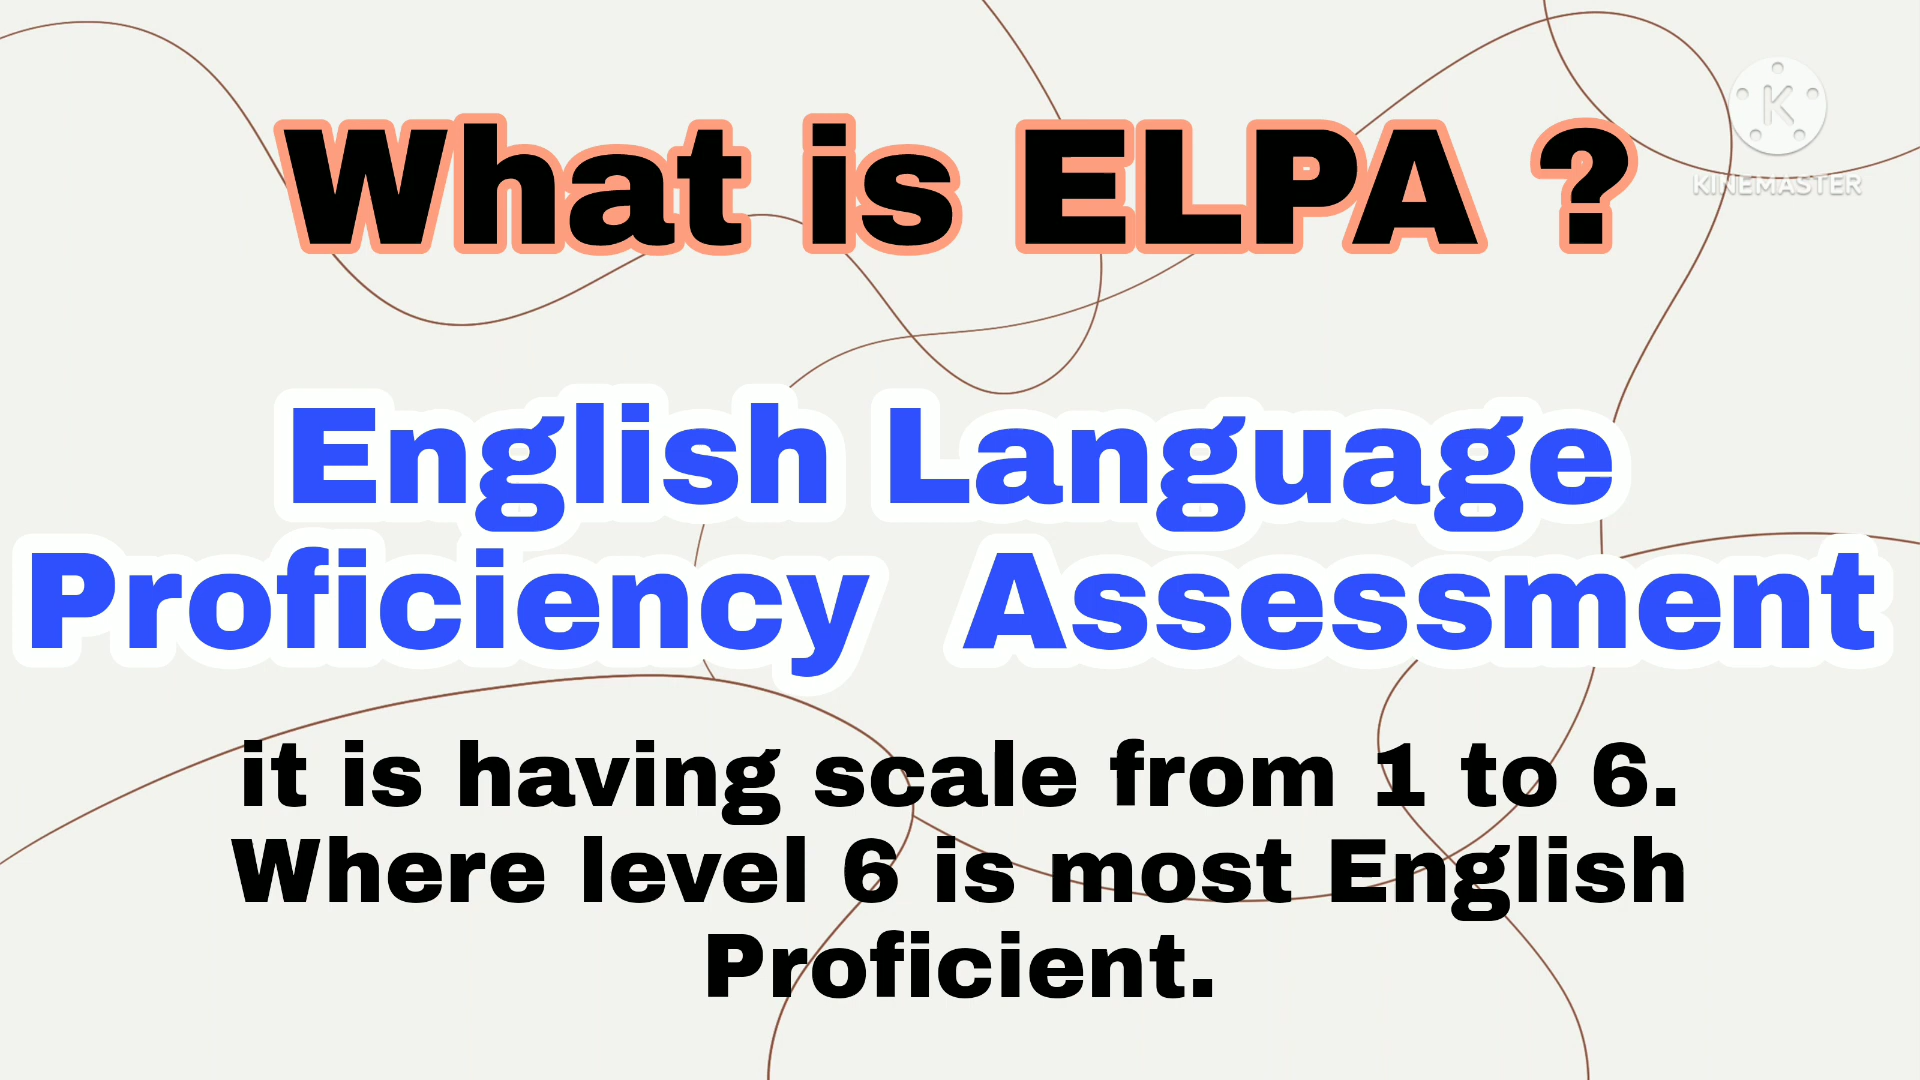 What is ELPA ?
K
KINEMASTER
English Language
Proficiency Assessment
it is having scale from 1 to 6.
Where level 6 is most English
Proficient.